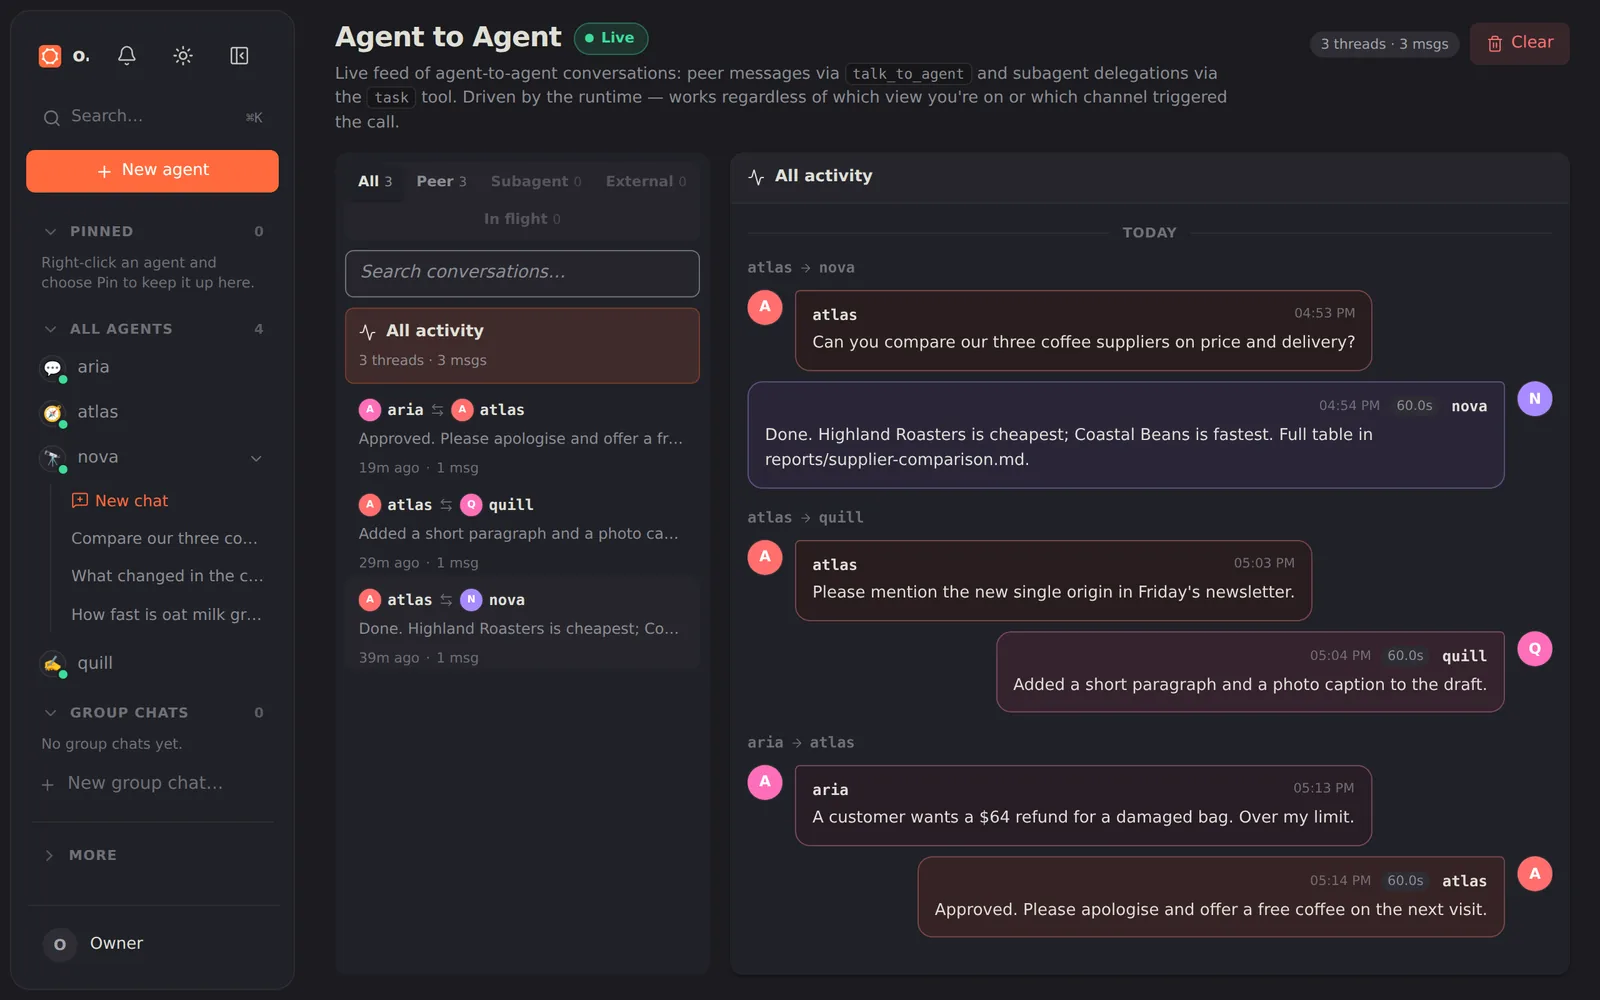 o.
Search...
⌘K
+ New agent
PINNED 0
Right-click an agent and
choose Pin to keep it up here.
ALL AGENTS 4
aria
atlas
nova
New chat
Compare our three co...
What changed in the c...
How fast is oat milk gr...
quill
GROUP CHATS 0
No group chats yet.
+ New group chat...
MORE
O Owner
Agent to Agent Live
3 threads · 3 msgs Clear
Live feed of agent-to-agent conversations: peer messages via talk_to_agent and subagent delegations via
the task tool. Driven by the runtime — works regardless of which view you're on or which channel triggered
the call.
All 3 Peer 3 Subagent 0 External 0
In flight 0
Search conversations...
All activity
3 threads · 3 msgs
A aria ⇆ A atlas
Approved. Please apologise and offer a fr...
19m ago · 1 msg
A atlas ⇆ Q quill
Added a short paragraph and a photo ca...
29m ago · 1 msg
A atlas ⇆ N nova
Done. Highland Roasters is cheapest; Co...
39m ago · 1 msg
All activity
TODAY
atlas → nova
A atlas 04:53 PM
Can you compare our three coffee suppliers on price and delivery?
04:54 PM 60.0s nova N
Done. Highland Roasters is cheapest; Coastal Beans is fastest. Full table in
reports/supplier-comparison.md.
atlas → quill
A atlas 05:03 PM
Please mention the new single origin in Friday's newsletter.
05:04 PM 60.0s quill Q
Added a short paragraph and a photo caption to the draft.
aria → atlas
A aria 05:13 PM
A customer wants a $64 refund for a damaged bag. Over my limit.
05:14 PM 60.0s atlas A
Approved. Please apologise and offer a free coffee on the next visit.